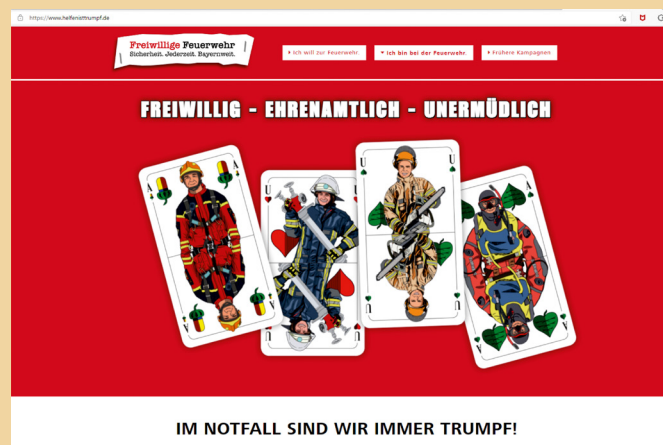 https://www.helfenisttrumpf.de
Freiwillige Feuerwehr
Sicherheit. Jederzeit. Bayernweit.
Ich will zur Feuerwehr.
Ich bin bei der Feuerwehr.
Frühere Kampagnen
FREIWILLIG - EHRENAMTLICH - UNERMÜDLICH
A A U U U U A A
A A U U U U A A
IM NOTFALL SIND WIR IMMER TRUMPF!